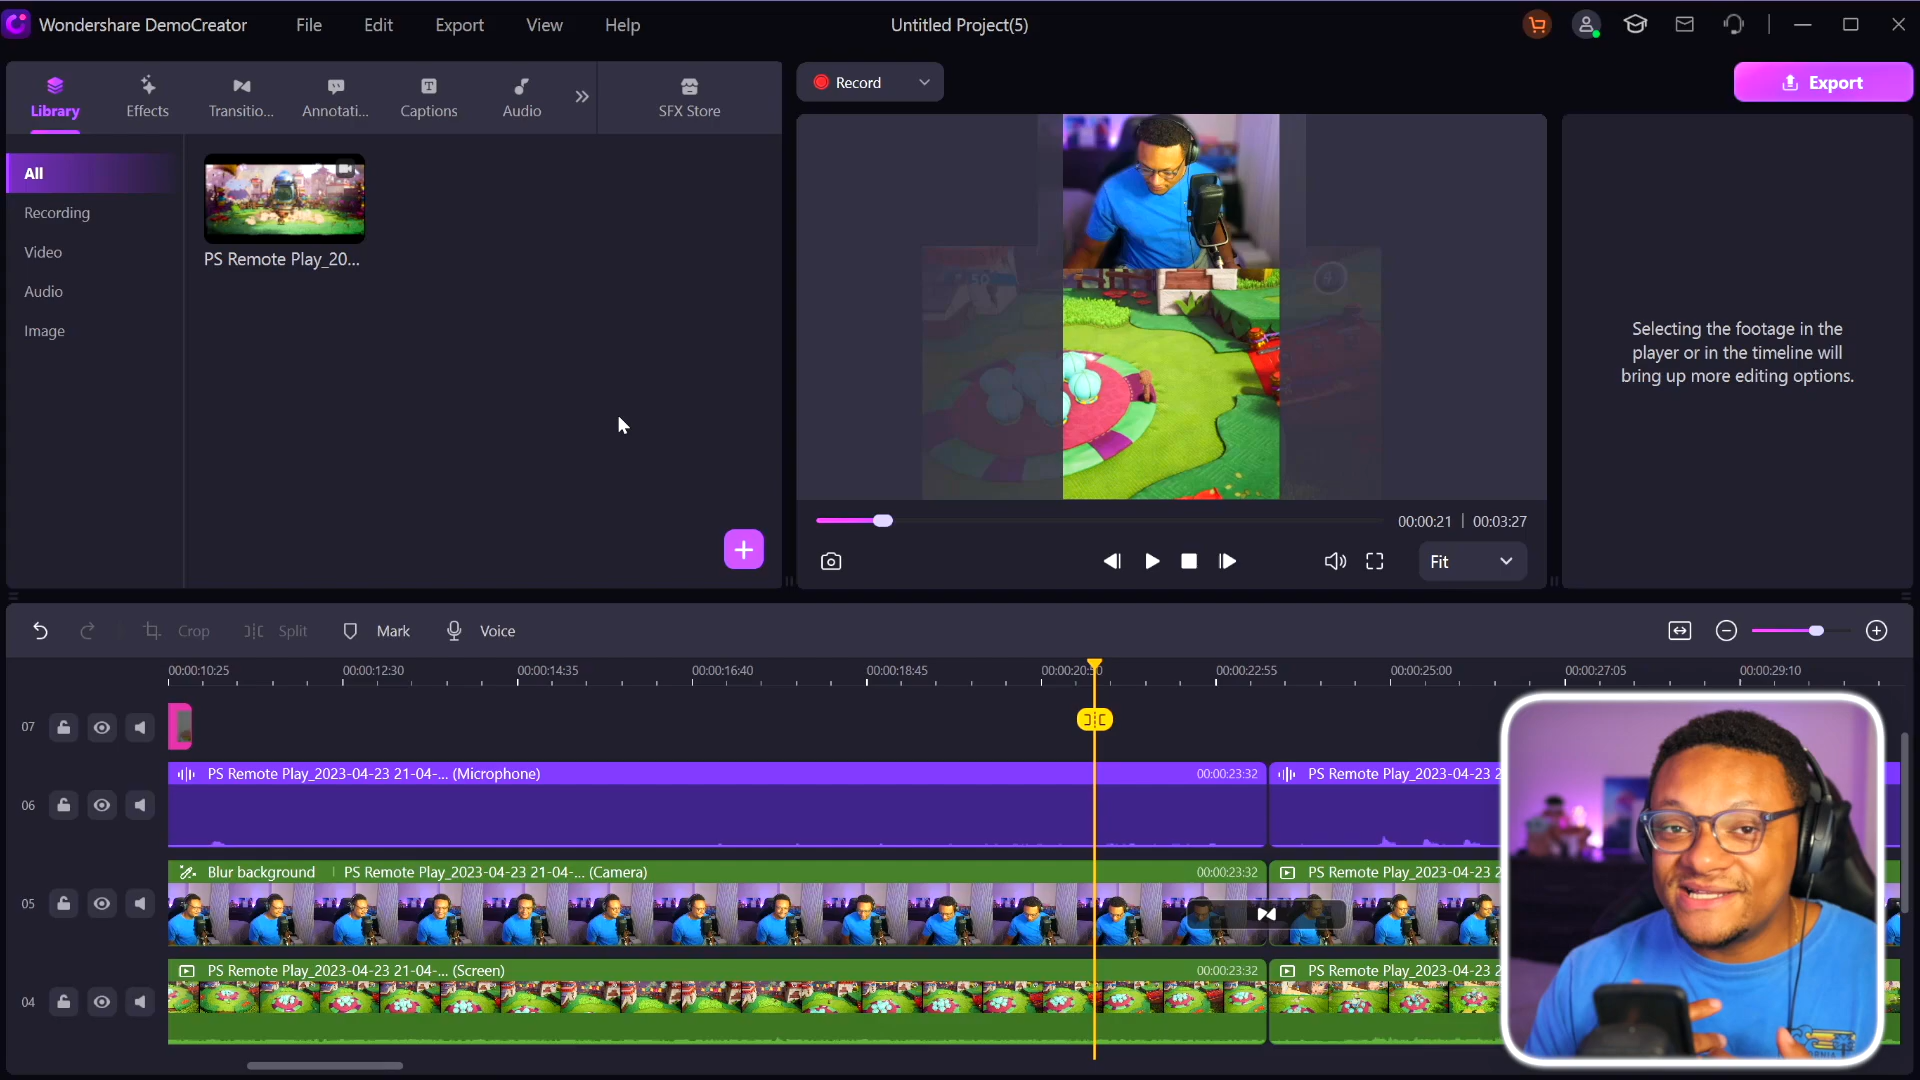 Wondershare DemoCreator
File
Edit
Export
View
Help
Untitled Project(5)
Library
Effects
Transitio...
Annotati...
Captions
Audio
SFX Store
Record
Export
All
Recording
Video
Audio
Image
PS Remote Play_20...
Selecting the footage in the
player or in the timeline will
bring up more editing options.
00:00:21 | 00:03:27
Fit
Crop
Split
Mark
Voice
00:00:10:25
00:00:12:30
00:00:14:35
00:00:16:40
00:00:18:45
00:00:22:55
00:00:25:00
00:00:27:05
00:00:29:10
07
06
PS Remote Play_2023-04-23 21-04-... (Microphone)
00:00:23:32
PS Remote Play_2023-04-23 2
05
Blur background
PS Remote Play_2023-04-23 21-04-... (Camera)
00:00:23:32
PS Remote Play_2023-04-23 2
04
PS Remote Play_2023-04-23 21-04-... (Screen)
00:00:23:32
PS Remote Play_2023-04-23 2